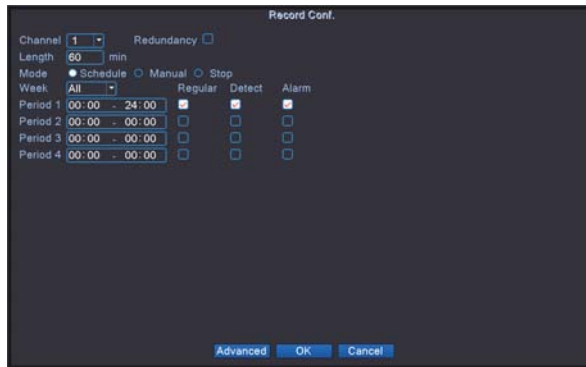 Record Conf.
Channel 1 Redundancy
Length 60 min
Mode Schedule Manual Stop
Week All Regular Detect Alarm
Period 1 00:00 - 24:00
Period 2 00:00 - 00:00
Period 3 00:00 - 00:00
Period 4 00:00 - 00:00
Advanced OK Cancel